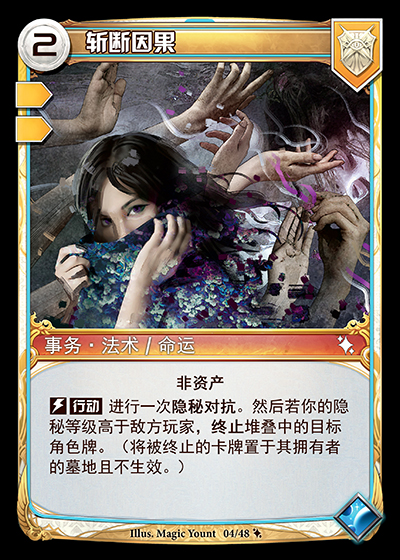 2 斩断因果
事务・法术 / 命运
非资产
行动 进行一次隐秘对抗。然后若你的隐
秘等级高于敌方玩家，终止堆叠中的目标
角色牌。（将被终止的卡牌置于其拥有者
的墓地且不生效。）
Illus. Magic Yount 04/48